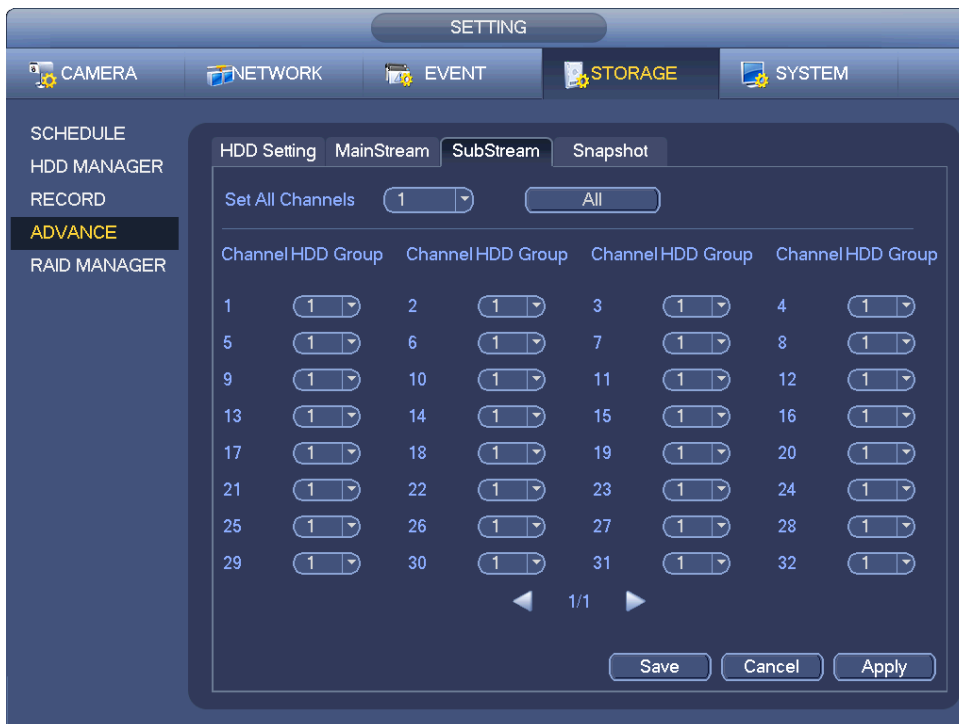 SETTING
CAMERA NETWORK EVENT STORAGE SYSTEM
SCHEDULE
HDD MANAGER
RECORD
ADVANCE
RAID MANAGER
HDD Setting MainStream SubStream Snapshot
Set All Channels 1 All
Channel HDD Group Channel HDD Group Channel HDD Group Channel HDD Group
1 1 2 1 3 1 4 1
5 1 6 1 7 1 8 1
9 1 10 1 11 1 12 1
13 1 14 1 15 1 16 1
17 1 18 1 19 1 20 1
21 1 22 1 23 1 24 1
25 1 26 1 27 1 28 1
29 1 30 1 31 1 32 1
1/1
Save Cancel Apply